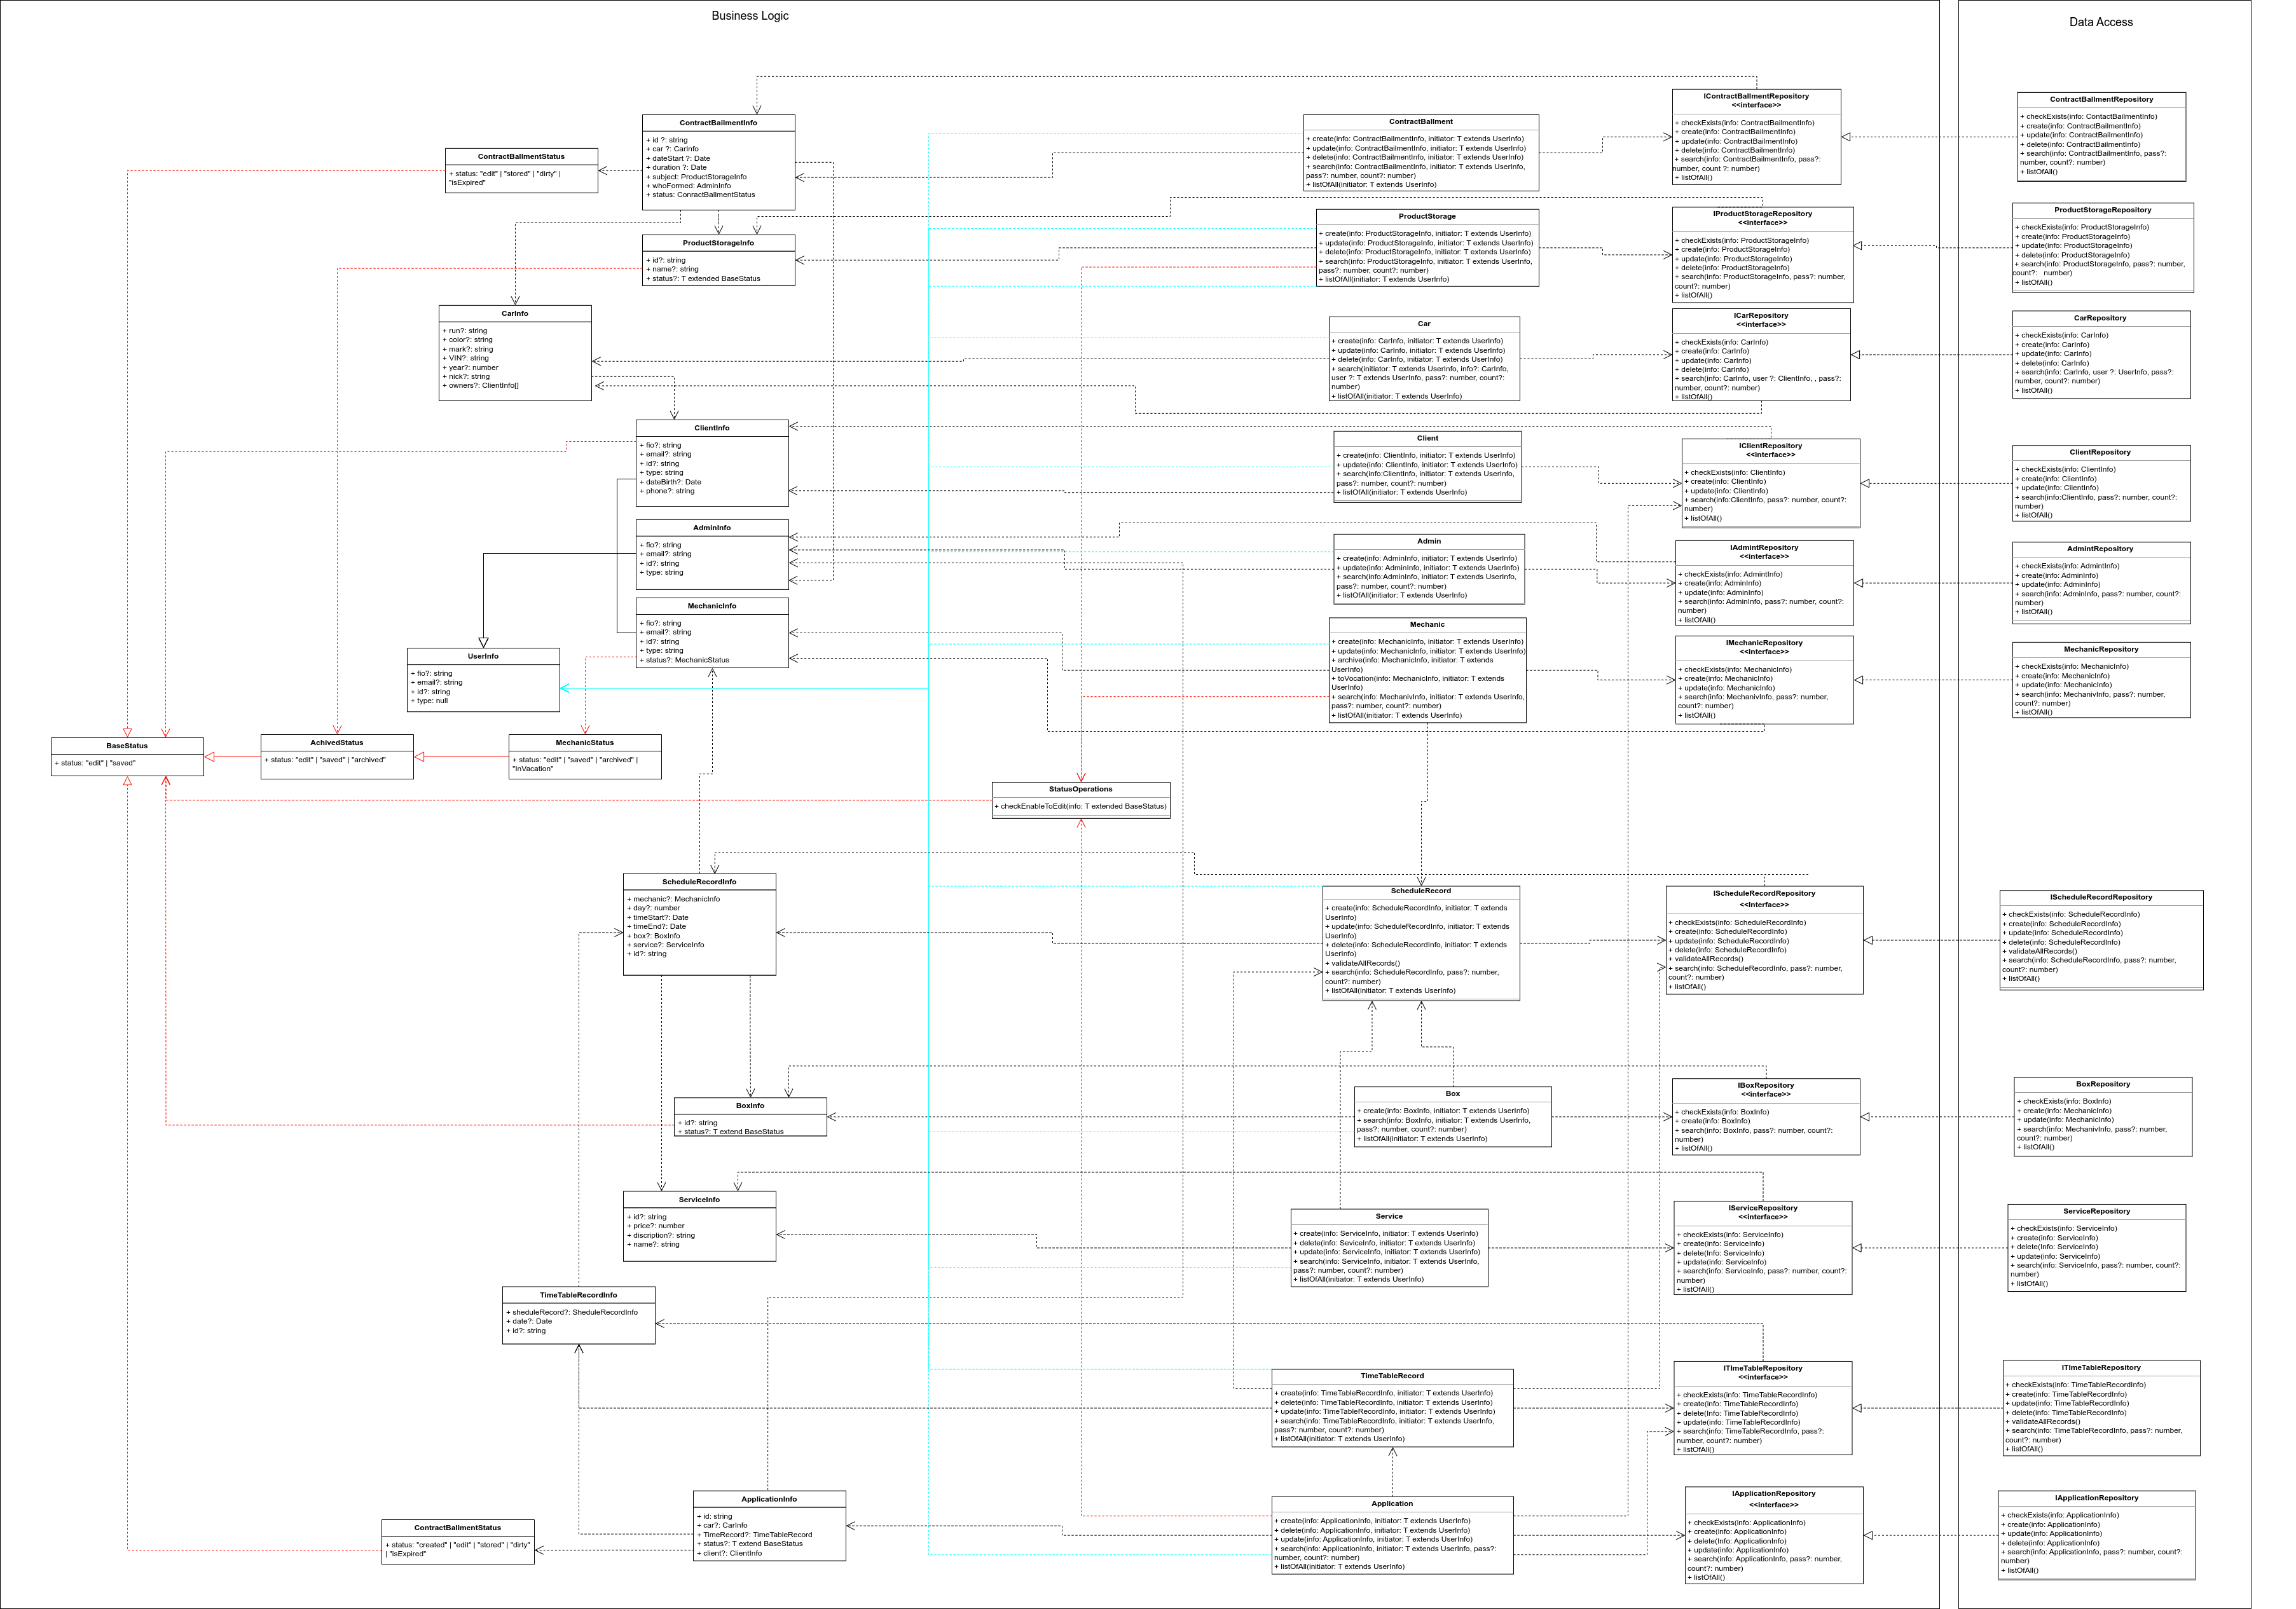 Business Logic
Data Access
ContractBailmentInfo
+ id ?: string
+ car ?: CarInfo
+ dateStart ?: Date
+ duration ?: Date
+ subject: ProductStorageInfo
+ whoFormed: AdminInfo
+ status: ConractBallmentStatus
ContractBallmentStatus
+ status: "edit" | "stored" | "dirty" |
"isExpired"
ProductStorageInfo
+ id?: string
+ name?: string
+ status?: T extended BaseStatus
CarInfo
+ run?: string
+ color?: string
+ mark?: string
+ VIN?: string
+ year?: number
+ nick?: string
+ owners?: ClientInfo[]
ClientInfo
+ fio?: string
+ email?: string
+ id?: string
+ type: string
+ dateBirth?: Date
+ phone?: string
AdminInfo
+ fio?: string
+ email?: string
+ id?: string
+ type: string
MechanicInfo
+ fio?: string
+ email?: string
+ id?: string
+ type: string
+ status?: MechanicStatus
UserInfo
+ fio?: string
+ email?: string
+ id?: string
+ type: null
BaseStatus
+ status: "edit" | "saved"
AchivedStatus
+ status: "edit" | "saved" | "archived"
MechanicStatus
+ status: "edit" | "saved" | "archived" |
"InVacation"
StatusOperations
+ checkEnableToEdit(info: T extended BaseStatus)
ScheduleRecordInfo
+ mechanic?: MechanicInfo
+ day?: number
+ timeStart?: Date
+ timeEnd?: Date
+ box?: BoxInfo
+ service?: ServiceInfo
+ id?: string
BoxInfo
+ id?: string
+ status?: T extend BaseStatus
ServiceInfo
+ id?: string
+ price?: number
+ discription?: string
+ name?: string
TimeTableRecordInfo
+ sheduleRecord?: SheduleRecordInfo
+ date?: Date
+ id?: string
ApplicationInfo
+ id: string
+ car?: CarInfo
+ TimeRecord?: TimeTableRecord
+ status?: T extend BaseStatus
+ client?: ClientInfo
ContractBallmentStatus
+ status: "created" | "edit" | "stored" | "dirty"
| "isExpired"
ContractBallment
+ create(info: ContractBailmentInfo, initiator: T extends UserInfo)
+ update(info: ContractBailmentInfo, initiator: T extends UserInfo)
+ delete(info: ContractBailmentInfo, initiator: T extends UserInfo)
+ search(info: ContractBailmentInfo, initiator: T extends UserInfo,
pass?: number, count?: number)
+ listOfAll(initiator: T extends UserInfo)
ProductStorage
+ create(info: ProductStorageInfo, initiator: T extends UserInfo)
+ update(info: ProductStorageInfo, initiator: T extends UserInfo)
+ delete(info: ProductStorageInfo, initiator: T extends UserInfo)
+ search(info: ProductStorageInfo, initiator: T extends UserInfo,
pass?: number, count?: number)
+ listOfAll(initiator: T extends UserInfo)
Car
+ create(info: CarInfo, initiator: T extends UserInfo)
+ update(info: CarInfo, initiator: T extends UserInfo)
+ delete(info: CarInfo, initiator: T extends UserInfo)
+ search(initiator: T extends UserInfo, info?: CarInfo,
user ?: T extends UserInfo, pass?: number, count?:
number)
+ listOfAll(initiator: T extends UserInfo)
Client
+ create(info: ClientInfo, initiator: T extends UserInfo)
+ update(info: ClientInfo, initiator: T extends UserInfo)
+ search(info:ClientInfo, initiator: T extends UserInfo,
pass?: number, count?: number)
+ listOfAll(initiator: T extends UserInfo)
Admin
+ create(info: AdminInfo, initiator: T extends UserInfo)
+ update(info: AdminInfo, initiator: T extends UserInfo)
+ search(info:AdminInfo, initiator: T extends UserInfo,
pass?: number, count?: number)
+ listOfAll(initiator: T extends UserInfo)
Mechanic
+ create(info: MechanicInfo, initiator: T extends UserInfo)
+ update(info: MechanicInfo, initiator: T extends UserInfo)
+ archive(info: MechanicInfo, initiator: T extends
UserInfo)
+ toVocation(info: MechanicInfo, initiator: T extends
UserInfo)
+ search(info: MechanivInfo, initiator: T extends UserInfo,
pass?: number, count?: number)
+ listOfAll(initiator: T extends UserInfo)
ScheduleRecord
+ create(info: ScheduleRecordInfo, initiator: T extends
UserInfo)
+ update(info: ScheduleRecordInfo, initiator: T extends
UserInfo)
+ delete(info: ScheduleRecordInfo, initiator: T extends
UserInfo)
+ validateAllRecords()
+ search(info: ScheduleRecordInfo, pass?: number,
count?: number)
+ listOfAll(initiator: T extends UserInfo)
Box
+ create(info: BoxInfo, initiator: T extends UserInfo)
+ search(info: BoxInfo, initiator: T extends UserInfo,
pass?: number, count?: number)
+ listOfAll(initiator: T extends UserInfo)
Service
+ create(info: ServiceInfo, initiator: T extends UserInfo)
+ delete(info: SeviceInfo, initiator: T extends UserInfo)
+ update(info: ServiceInfo, initiator: T extends UserInfo)
+ search(info: ServiceInfo, initiator: T extends UserInfo,
pass?: number, count?: number)
+ listOfAll(initiator: T extends UserInfo)
TimeTableRecord
+ create(info: TimeTableRecordInfo, initiator: T extends UserInfo)
+ delete(info: TimeTableRecordInfo, initiator: T extends UserInfo)
+ update(info: TimeTableRecordInfo, initiator: T extends UserInfo)
+ search(info: TimeTableRecordInfo, initiator: T extends UserInfo,
pass?: number, count?: number)
+ listOfAll(initiator: T extends UserInfo)
Application
+ create(info: ApplicationInfo, initiator: T extends UserInfo)
+ delete(info: ApplicationInfo, initiator: T extends UserInfo)
+ update(info: ApplicationInfo, initiator: T extends UserInfo)
+ search(info: ApplicationInfo, initiator: T extends UserInfo, pass?:
number, count?: number)
+ listOfAll(initiator: T extends UserInfo)
IContractBallmentRepository
<<interface>>
+ checkExists(info: ContractBallmentInfo)
+ create(info: ContractBailmentInfo)
+ update(info: ContractBailmentInfo)
+ delete(info: ContractBailmentInfo)
+ search(info: ContractBailmentInfo, pass?:
number, count ?: number)
+ listOfAll()
IProductStorageRepository
<<interface>>
+ checkExists(info: ProductStorageInfo)
+ create(info: ProductStorageInfo)
+ update(info: ProductStorageInfo)
+ delete(info: ProductStorageInfo)
+ search(info: ProductStorageInfo, pass?: number,
count?: number)
+ listOfAll()
ICarRepository
<<interface>>
+ checkExists(info: CarInfo)
+ create(info: CarInfo)
+ update(info: CarInfo)
+ delete(info: CarInfo)
+ search(info: CarInfo, user ?: ClientInfo, , pass?:
number, count?: number)
+ listOfAll()
IClientRepository
<<interface>>
+ checkExists(info: ClientInfo)
+ create(info: ClientInfo)
+ update(info: ClientInfo)
+ search(info:ClientInfo, pass?: number, count?:
number)
+ listOfAll()
IAdmintRepository
<<interface>>
+ checkExists(info: AdmintInfo)
+ create(info: AdminInfo)
+ update(info: AdminInfo)
+ search(info: AdminInfo, pass?: number, count?:
number)
+ listOfAll()
IMechanicRepository
<<interface>>
+ checkExists(info: MechanicInfo)
+ create(info: MechanicInfo)
+ update(info: MechanicInfo)
+ search(info: MechanivInfo, pass?: number,
count?: number)
+ listOfAll()
IScheduleRecordRepository
<<Interface>>
+ checkExists(info: ScheduleRecordInfo)
+ create(info: ScheduleRecordInfo)
+ update(info: ScheduleRecordInfo)
+ delete(info: ScheduleRecordInfo)
+ validateAllRecords()
+ search(info: ScheduleRecordInfo, pass?: number,
count?: number)
+ listOfAll()
IBoxRepository
<<interface>>
+ checkExists(info: BoxInfo)
+ create(info: BoxInfo)
+ search(info: BoxInfo, pass?: number, count?:
number)
+ listOfAll()
IServiceRepository
<<interface>>
+ checkExists(info: ServiceInfo)
+ create(info: ServiceInfo)
+ delete(Info: ServiceInfo)
+ update(info: ServiceInfo)
+ search(info: ServiceInfo, pass?: number, count?:
number)
+ listOfAll()
ITImeTableRepository
<<interface>>
+ checkExists(info: TimeTableRecordInfo)
+ create(info: TimeTableRecordInfo)
+ delete(info: TimeTableRecordInfo)
+ update(info: TimeTableRecordInfo)
+ search(info: TimeTableRecordInfo, pass?:
number, count?: number)
+ listOfAll()
IApplicationRepository
<<interface>>
+ checkExists(info: ApplicationInfo)
+ create(info: ApplicationInfo)
+ delete(Info: ApplicationInfo)
+ update(info: ApplicationInfo)
+ search(info: ApplicationInfo, pass?: number,
count?: number)
+ listOfAll()
ContractBallmentRepository
+ checkExists(info: ContactBailmentInfo)
+ create(info: ContractBailmentInfo)
+ update(info: ContractBailmentInfo)
+ delete(info: ContractBailmentInfo)
+ search(info: ContractBailmentInfo, pass?:
number, count?: number)
+ listOfAll()
ProductStorageRepository
+ checkExists(info: ProductStorageInfo)
+ create(info: ProductStorageInfo)
+ update(info: ProductStorageInfo)
+ delete(info: ProductStorageInfo)
+ search(info: ProductStorageInfo, pass?: number,
count?: number)
+ listOfAll()
CarRepository
+ checkExists(info: CarInfo)
+ create(info: CarInfo)
+ update(info: CarInfo)
+ delete(info: CarInfo)
+ search(info: CarInfo, user ?: UserInfo, pass?:
number, count?: number)
+ listOfAll()
ClientRepository
+ checkExists(info: ClientInfo)
+ create(info: ClientInfo)
+ update(info: ClientInfo)
+ search(info:ClientInfo, pass?: number, count?:
number)
+ listOfAll()
AdmintRepository
+ checkExists(info: AdmintInfo)
+ create(info: AdminInfo)
+ update(info: AdminInfo)
+ search(info: AdminInfo, pass?: number, count?:
number)
+ listOfAll()
MechanicRepository
+ checkExists(info: MechanicInfo)
+ create(info: MechanicInfo)
+ update(info: MechanicInfo)
+ search(info: MechanivInfo, pass?: number,
count?: number)
+ listOfAll()
IScheduleRecordRepository
+ checkExists(info: ScheduleRecordInfo)
+ create(info: ScheduleRecordInfo)
+ update(info: ScheduleRecordInfo)
+ delete(info: ScheduleRecordInfo)
+ validateAllRecords()
+ search(info: ScheduleRecordInfo, pass?: number,
count?: number)
+ listOfAll()
BoxRepository
+ checkExists(info: BoxInfo)
+ create(info: MechanicInfo)
+ update(info: MechanicInfo)
+ search(info: MechanivInfo, pass?: number,
count?: number)
+ listOfAll()
ServiceRepository
+ checkExists(info: ServiceInfo)
+ create(info: ServiceInfo)
+ delete(Info: ServiceInfo)
+ update(info: ServiceInfo)
+ search(info: ServiceInfo, pass?: number, count?:
number)
+ listOfAll()
ITImeTableRepository
+ checkExists(info: TimeTableRecordInfo)
+ create(info: TimeTableRecordInfo)
+ update(info: TimeTableRecordInfo)
+ delete(info: TimeTableRecordInfo)
+ validateAllRecords()
+ search(info: TimeTableRecordInfo, pass?: number,
count?: number)
+ listOfAll()
IApplicationRepository
+ checkExists(info: ApplicationInfo)
+ create(info: ApplicationInfo)
+ update(info: ApplicationInfo)
+ delete(info: ApplicationInfo)
+ search(info: ApplicationInfo, pass?: number, count?:
number)
+ listOfAll()